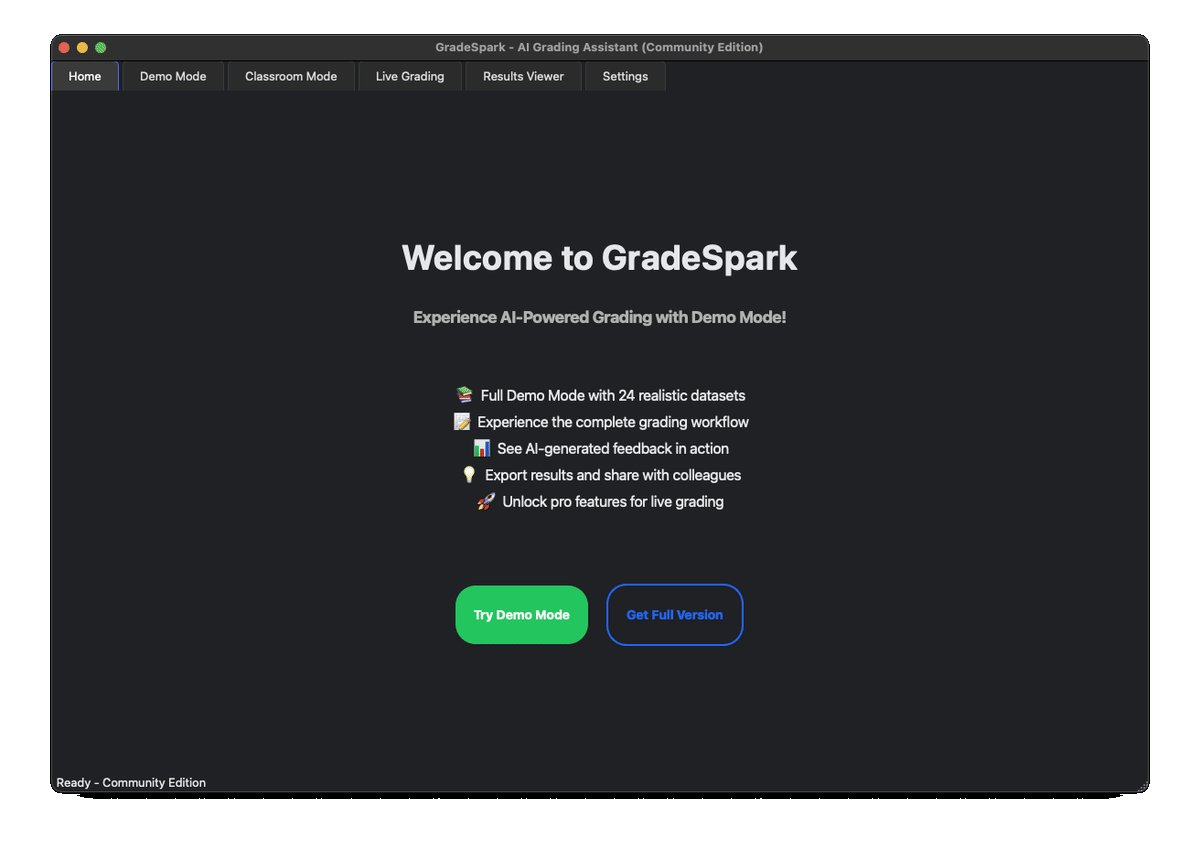 GradeSpark - AI Grading Assistant (Community Edition)
Home Demo Mode Classroom Mode Live Grading Results Viewer Settings
Welcome to GradeSpark
Experience AI-Powered Grading with Demo Mode!
📚 Full Demo Mode with 24 realistic datasets
📝 Experience the complete grading workflow
📊 See AI-generated feedback in action
💡 Export results and share with colleagues
🚀 Unlock pro features for live grading
Try Demo Mode Get Full Version
Ready - Community Edition